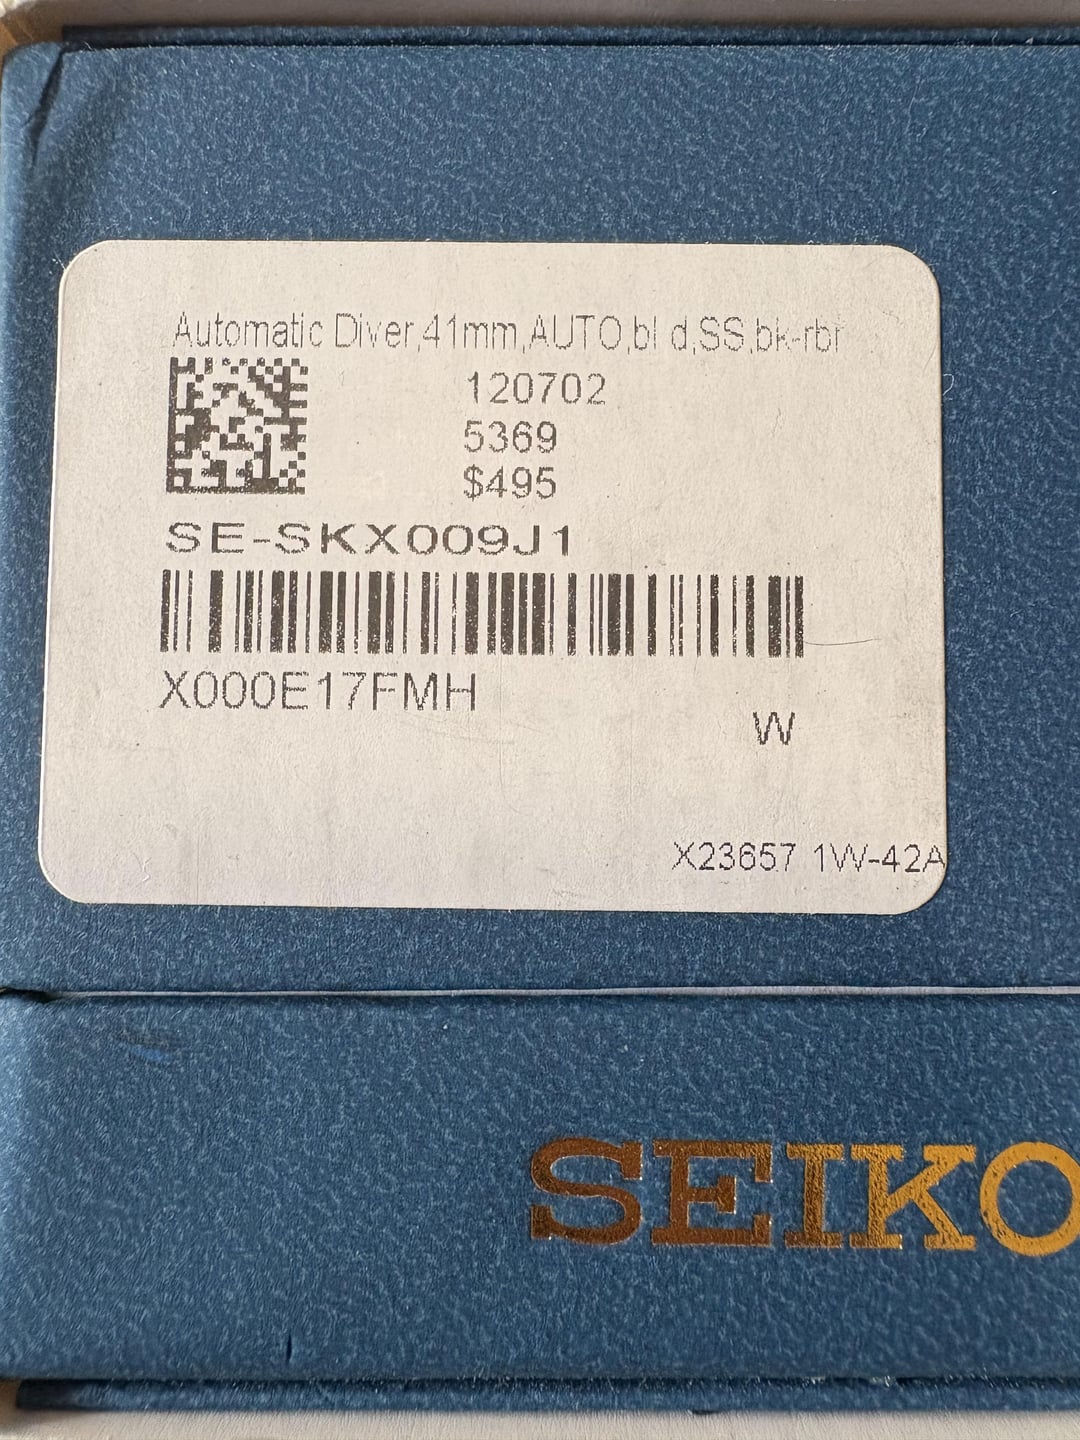 Automatic Diver,41mm,AUTO,bl d,SS,bk-rbr
120702
5369
$495
SE-SKX009J1
X000E17FMH
W
X23657 1W-42A
SEIKO